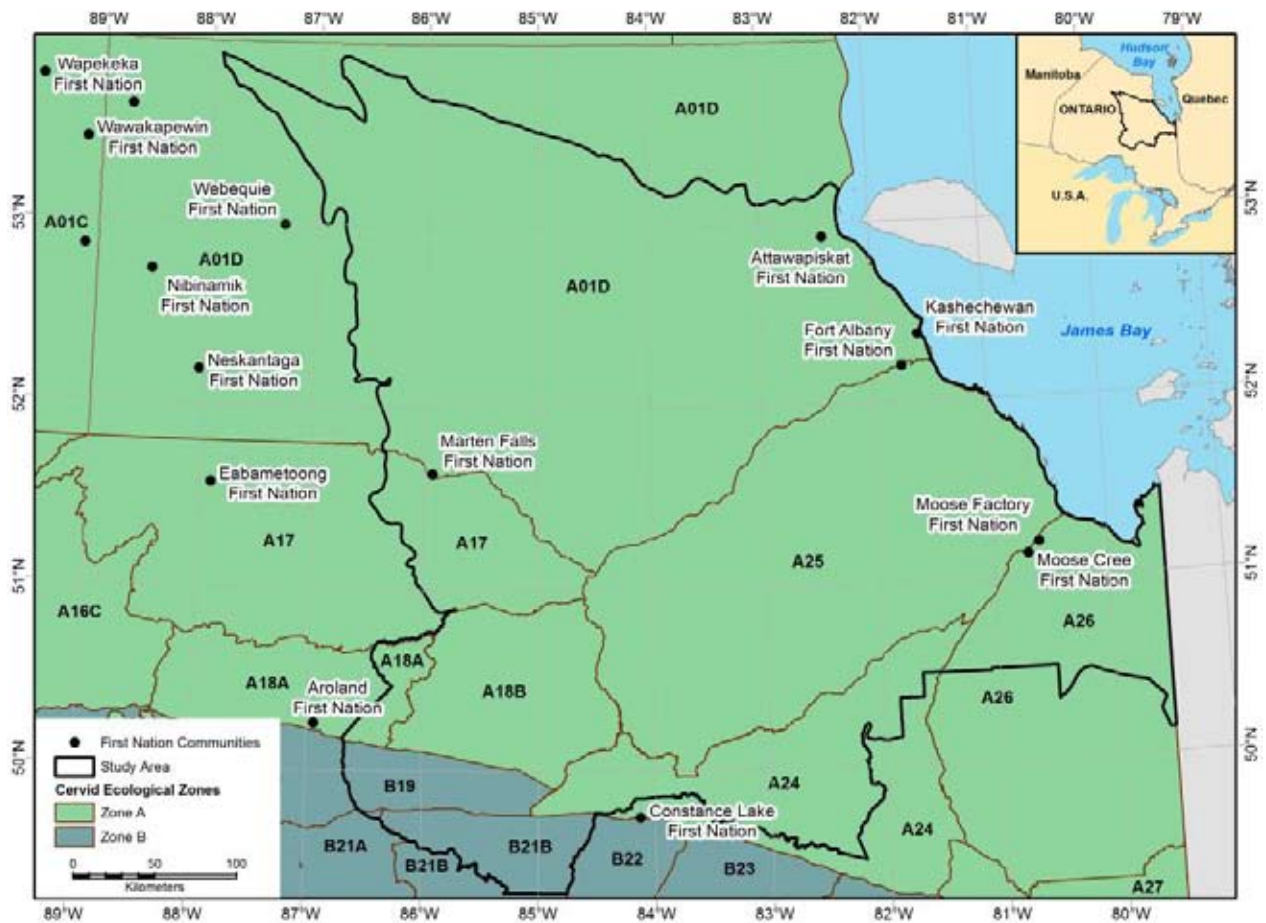 89°W 88°W 87°W 86°W 85°W 84°W 83°W 82°W 81°W 80°W 79°W
Wapekeka
First Nation
Wawakapewin
First Nation
A01C
Webequie
First Nation
A01D
Nibinamik
First Nation
Neskantaga
First Nation
A01D
A01D
Attawapiskat
First Nation
Kashechewan
First Nation
Fort Albany
First Nation
James Bay
Hudson
Bay
Manitoba
Quebec
ONTARIO
U.S.A.
53°N
53°N
52°N
52°N
51°N
51°N
50°N
50°N
Marten Falls
First Nation
Eabametoong
First Nation
A17
A17
Moose Factory
First Nation
Moose Cree
First Nation
A25
A16C
A26
A18A
A18A
A18B
A26
Aroland
First Nation
B19
A24
A24
Constance Lake
First Nation
B21A
B21B
B21B
B22
B23
A27
First Nation Communities
Study Area
Cervid Ecological Zones
Zone A
Zone B
0 50 100
Kilometers
89°W 88°W 87°W 86°W 85°W 84°W 83°W 82°W 81°W 80°W